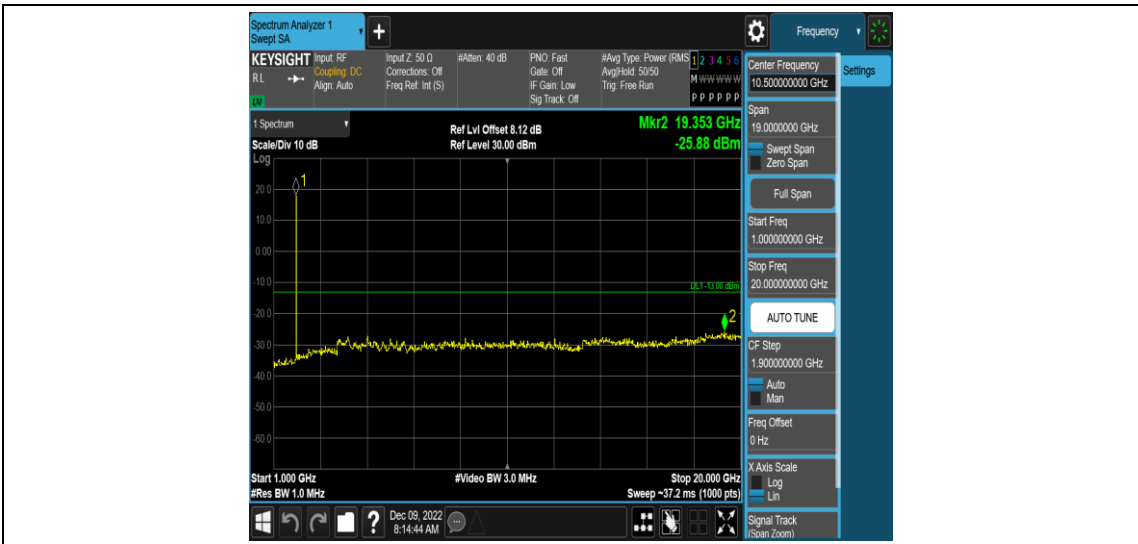 Spectrum Analyzer 1
Swept SA
+
Frequency
KEYSIGHT
RL
LXI
Input: RF
Coupling: DC
Align: Auto
Input Z: 50 Ω
Corrections: Off
Freq Ref: Int (S)
#Atten: 40 dB
PNO: Fast
Gate: Off
IF Gain: Low
Sig Track: Off
#Avg Type: Power (RMS
Avg|Hold: 50/50
Trig: Free Run
1 2 3 4 5 6
M W W W W W
P P P P P P
1 Spectrum
Scale/Div 10 dB
Log
Ref Lvl Offset 8.12 dB
Ref Level 30.00 dBm
Mkr2 19.353 GHz
-25.88 dBm
1
20.0
10.0
0.00
-10.0
DL1 -13.00 dBm
-20.0
2
-30.0
-40.0
-50.0
-60.0
Start 1.000 GHz
#Video BW 3.0 MHz
Stop 20.000 GHz
#Res BW 1.0 MHz
Sweep ~37.2 ms (1000 pts)
?
Dec 09, 2022
8:14:44 AM
Center Frequency
10.500000000 GHz
Settings
Span
19.0000000 GHz
Swept Span
Zero Span
Full Span
Start Freq
1.000000000 GHz
Stop Freq
20.000000000 GHz
AUTO TUNE
CF Step
1.900000000 GHz
Auto
Man
Freq Offset
0 Hz
X Axis Scale
Log
Lin
Signal Track
(Span Zoom)